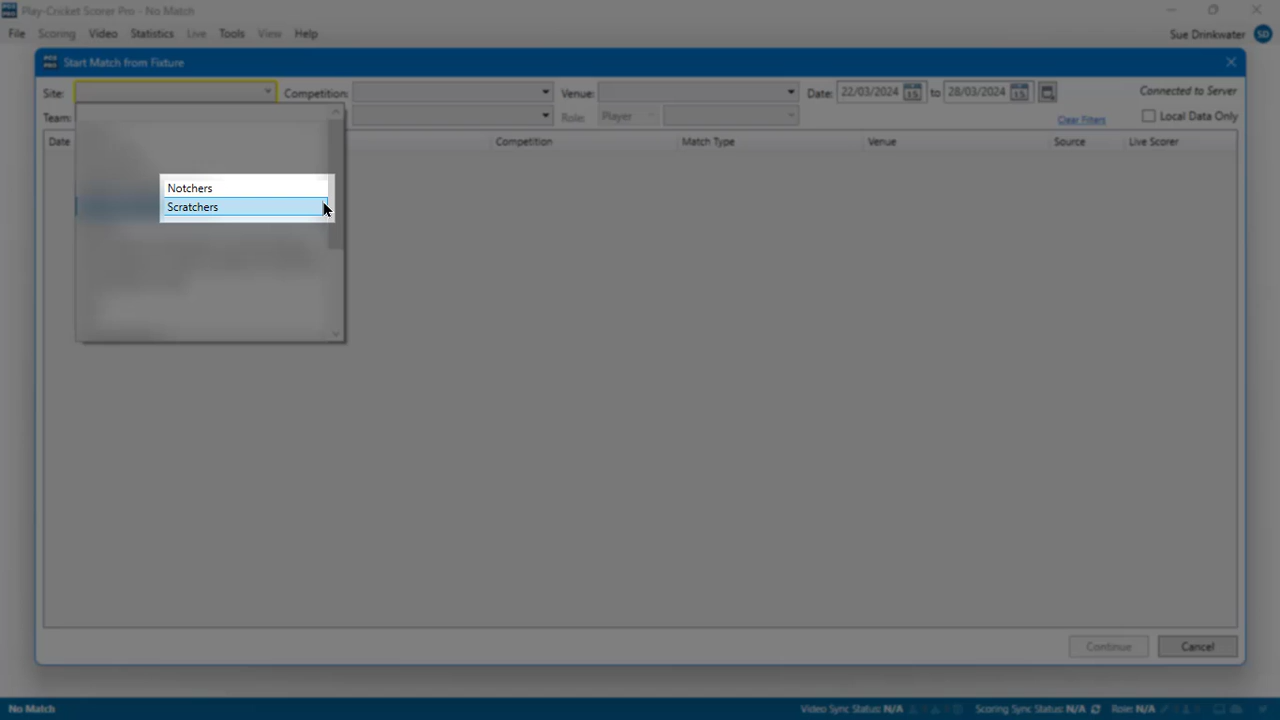 Play-Cricket Scorer Pro - No Match
File Scoring Video Statistics Live Tools View Help Sue Drinkwater SD
Start Match from Fixture
Site: Competition: Venue: Date: 22/03/2024 15 to 28/03/2024 15 Connected to Server
Team: Role: Player Clear Filters Local Data Only
Date Competition Match Type Venue Source Live Scorer
Notchers
Scratchers
Continue Cancel
No Match Video Sync Status: N/A Scoring Sync Status: N/A Role: N/A